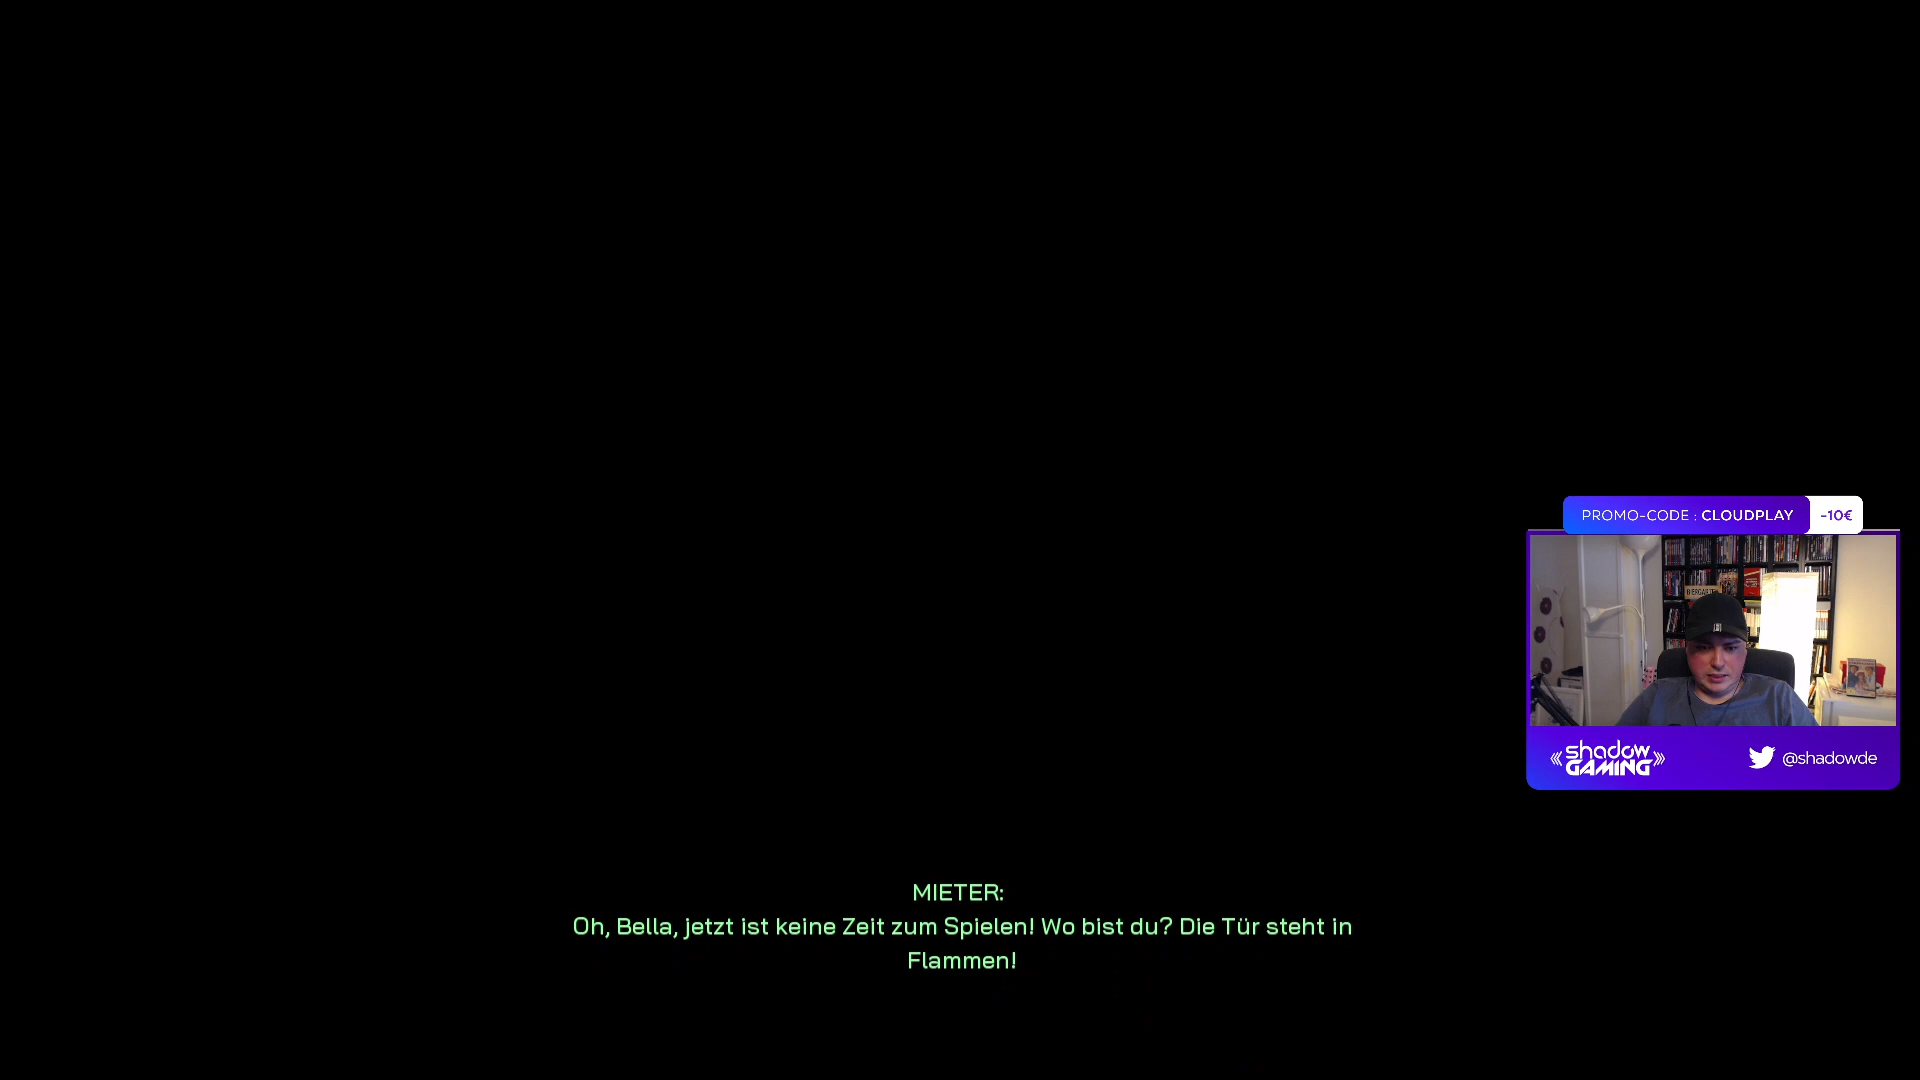 PROMO-CODE : CLOUDPLAY -10€
BIERGARTEN
shadow
GAMING
@shadowde
MIETER:
Oh, Bella, jetzt ist keine Zeit zum Spielen! Wo bist du? Die Tür steht in
Flammen!